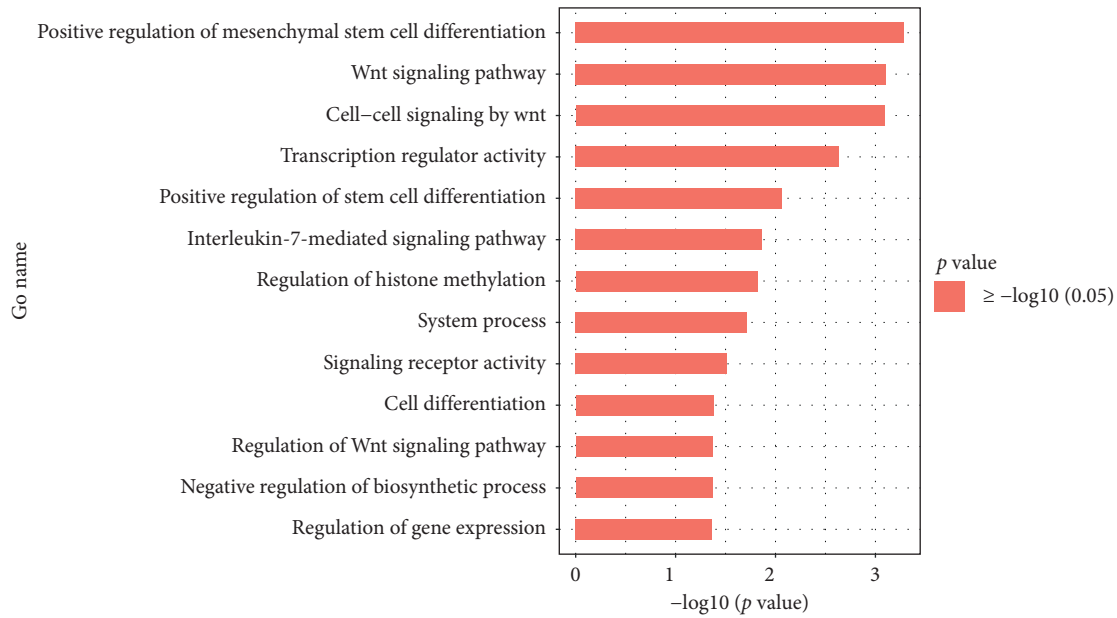 Go name
Positive regulation of mesenchymal stem cell differentiation
Wnt signaling pathway
Cell−cell signaling by wnt
Transcription regulator activity
Positive regulation of stem cell differentiation
Interleukin-7-mediated signaling pathway
Regulation of histone methylation
System process
Signaling receptor activity
Cell differentiation
Regulation of Wnt signaling pathway
Negative regulation of biosynthetic process
Regulation of gene expression
0 1 2 3
−log10 (p value)
p value
≥ −log10 (0.05)